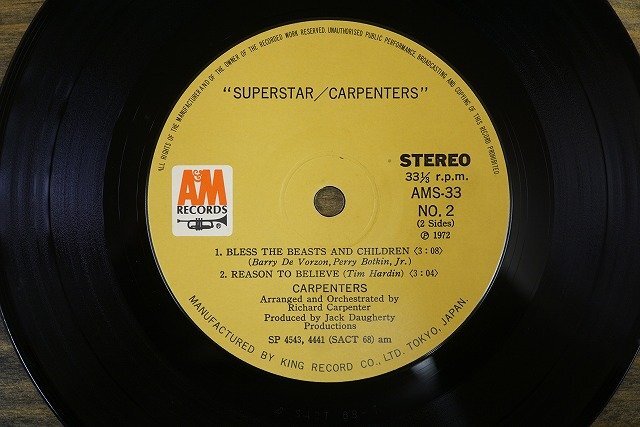 ALL RIGHTS OF THE MANUFACTURER AND OF THE OWNER OF THE RECORDED WORK RESERVED. UNAUTHORISED PUBLIC PERFORMANCE, BROADCASTING AND COPYING OF THIS RECORD PROHIBITED.
"SUPERSTAR/CARPENTERS"
A&M
RECORDS
®
STEREO
33⅓ r.p.m.
AMS-33
NO. 2
(2 Sides)
℗ 1972
1. BLESS THE BEASTS AND CHILDREN <3:08>
(Barry De Vorzon, Perry Botkin, Jr.)
2. REASON TO BELIEVE (Tim Hardin) <3:04>
CARPENTERS
Arranged and Orchestrated by
Richard Carpenter
Produced by Jack Daugherty
Productions
SP 4543, 4441 (SACT 68) am
MANUFACTURED BY KING RECORD CO., LTD. TOKYO, JAPAN.